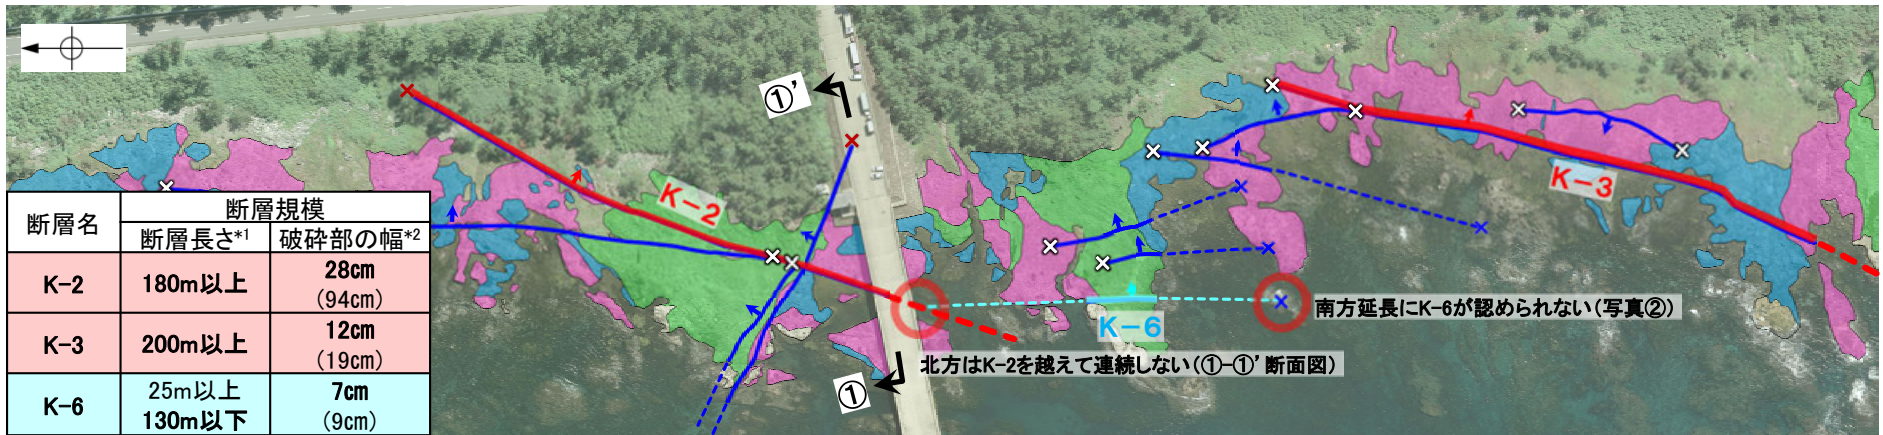 ①'
K-2
K-3
断層名
断層規模
断層長さ*1
破砕部の幅*2
K-2
180m以上
28cm
(94cm)
K-3
200m以上
12cm
(19cm)
K-6
25m以上
130m以下
7cm
(9cm)
K-6
南方延長にK-6が認められない(写真②)
北方はK-2を越えて連続しない(①-①'断面図)
①